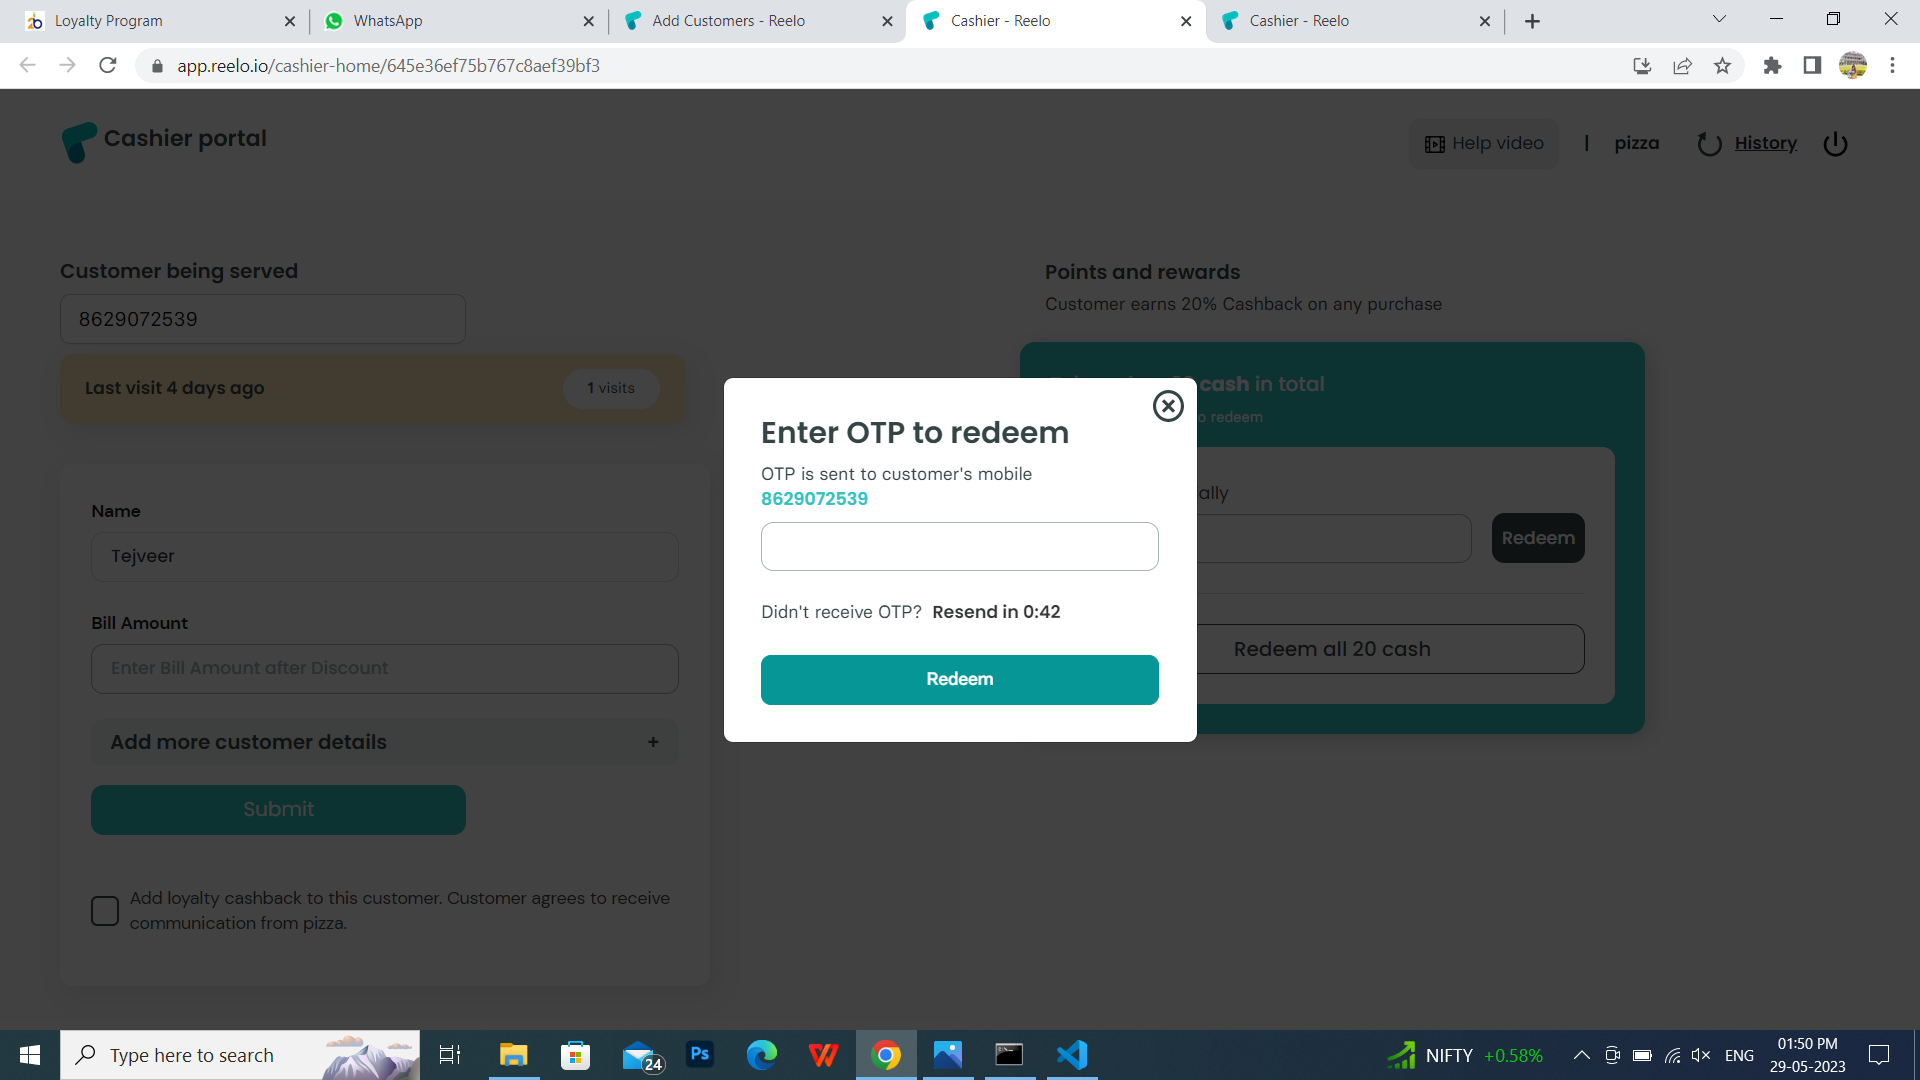 Loyalty Program
WhatsApp
Add Customers - Reelo
Cashier - Reelo
Cashier - Reelo
app.reelo.io/cashier-home/645e36ef75b767c8aef39bf3
Cashier portal
Help video
|
pizza
History
Customer being served
8629072539
Last visit 4 days ago
1 visits
Name
Tejveer
Bill Amount
Enter Bill Amount after Discount
Add more customer details +
Submit
Add loyalty cashback to this customer. Customer agrees to receive
communication from pizza.
Points and rewards
Customer earns 20% Cashback on any purchase
cash in total
o redeem
ally
Redeem
Redeem all 20 cash
Enter OTP to redeem
OTP is sent to customer's mobile
8629072539
Didn't receive OTP? Resend in 0:42
Redeem
Type here to search
24
Ps
NIFTY +0.58%
ENG
01:50 PM
29-05-2023